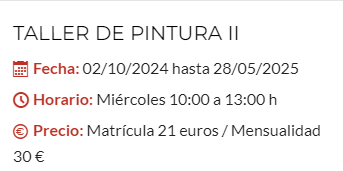 TALLER DE PINTURA II
Fecha: 02/10/2024 hasta 28/05/2025
Horario: Miércoles 10:00 a 13:00 h
Precio: Matrícula 21 euros / Mensualidad
30 €